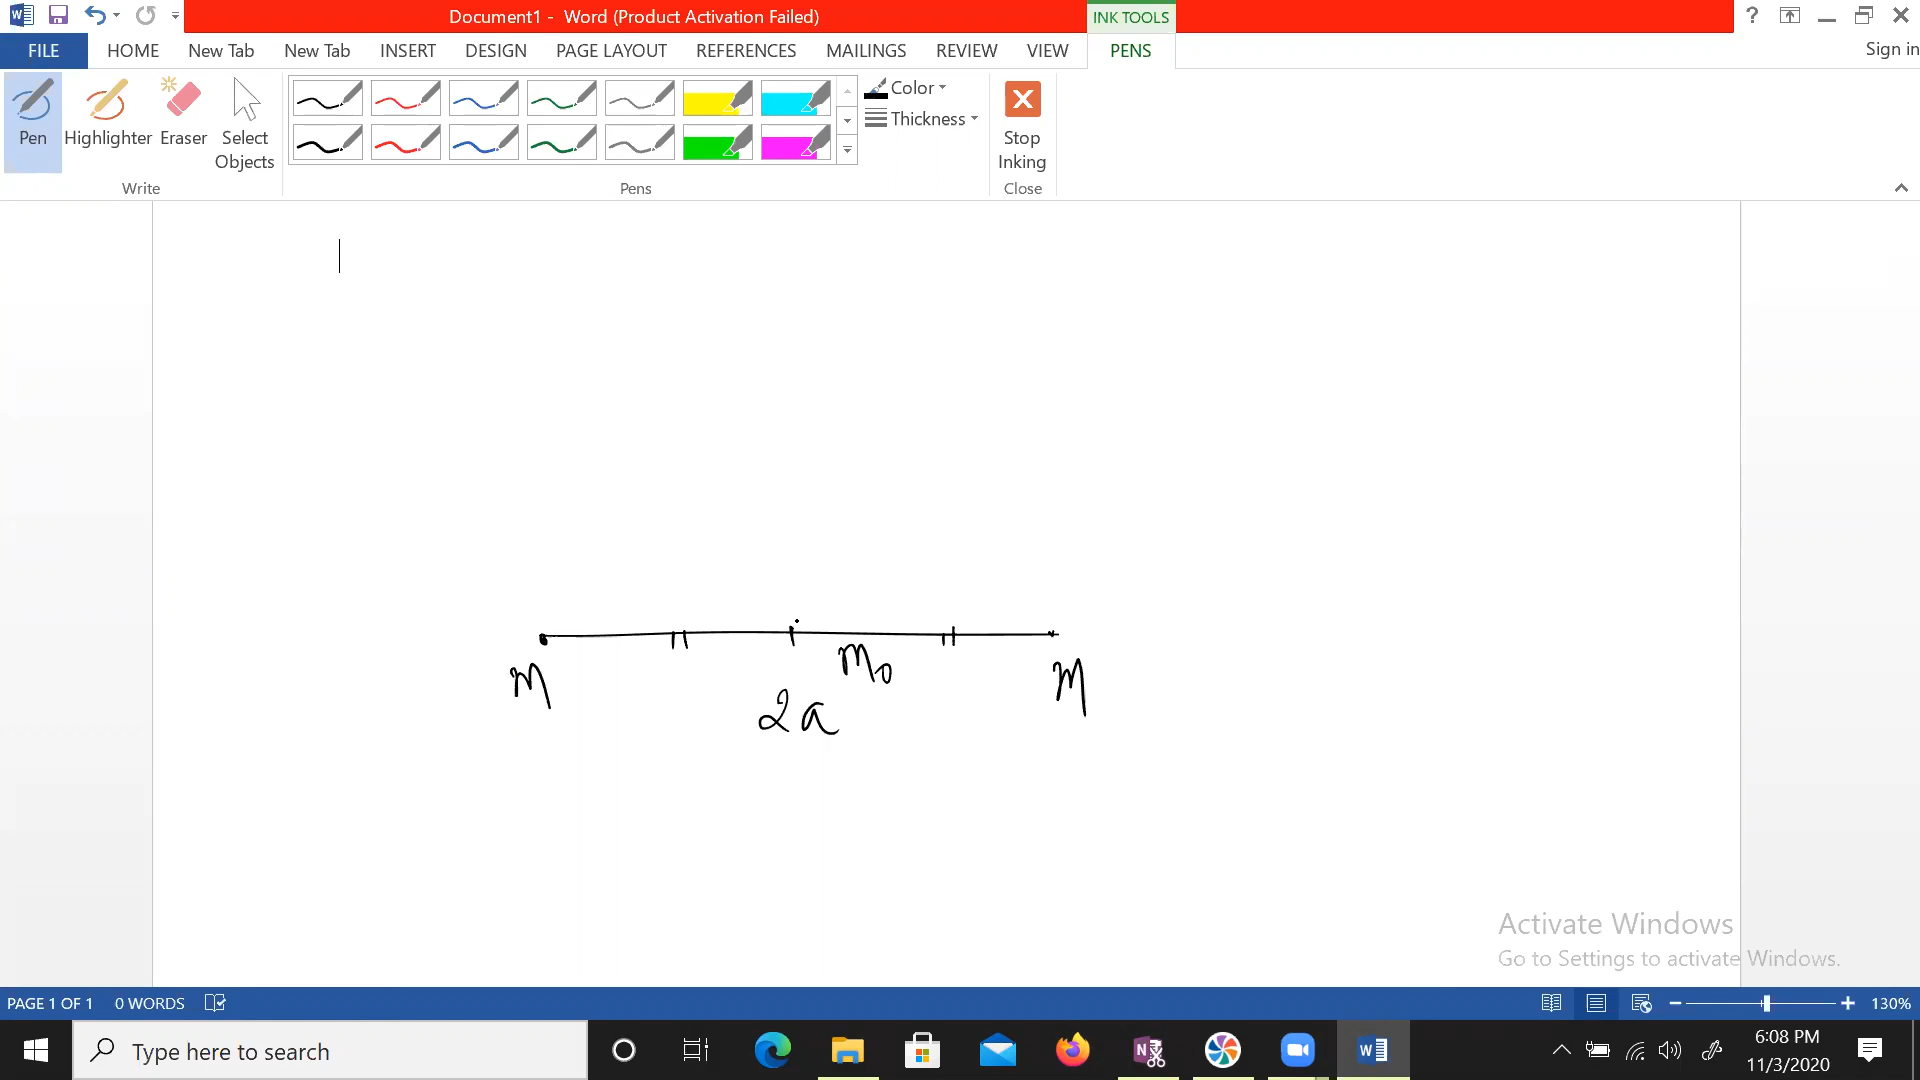 Document1 - Word (Product Activation Failed)
INK TOOLS
?
FILE HOME New Tab New Tab INSERT DESIGN PAGE LAYOUT REFERENCES MAILINGS REVIEW VIEW PENS Sign in
Pen Highlighter Eraser Select Objects
Color
Thickness
Stop Inking
Write Pens Close
M m0 M
2a
Activate Windows
Go to Settings to activate Windows.
PAGE 1 OF 1 0 WORDS 130%
Type here to search
6:08 PM
11/3/2020